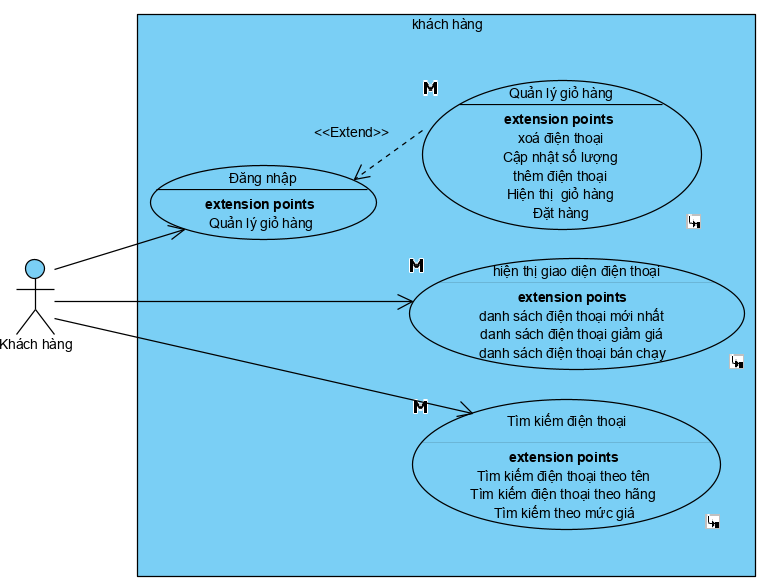 khách hàng
M
Quản lý giỏ hàng
extension points
xoá điện thoại
Cập nhật số lượng
thêm điện thoại
Hiện thị giỏ hàng
Đặt hàng
<<Extend>>
Đăng nhập
extension points
Quản lý giỏ hàng
Khách hàng
M
hiện thị giao diện điện thoại
extension points
danh sách điện thoại mới nhất
danh sách điện thoại giảm giá
danh sách điện thoại bán chạy
M
Tìm kiếm điện thoại
extension points
Tìm kiếm điện thoại theo tên
Tìm kiếm điện thoại theo hãng
Tìm kiếm theo mức giá